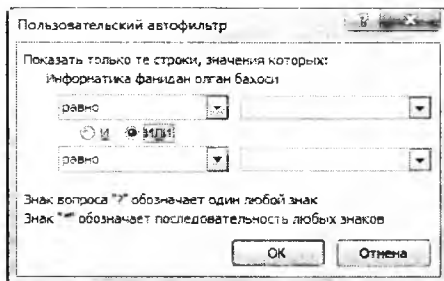 Пользовательский автофильтр
Показать только те строки, значения которых:
Информатика фанидан олган бахоси
равно
и или
равно
Знак вопроса "?" обозначает один любой знак
Знак "*" обозначает последовательность любых знаков
ОК Отмена